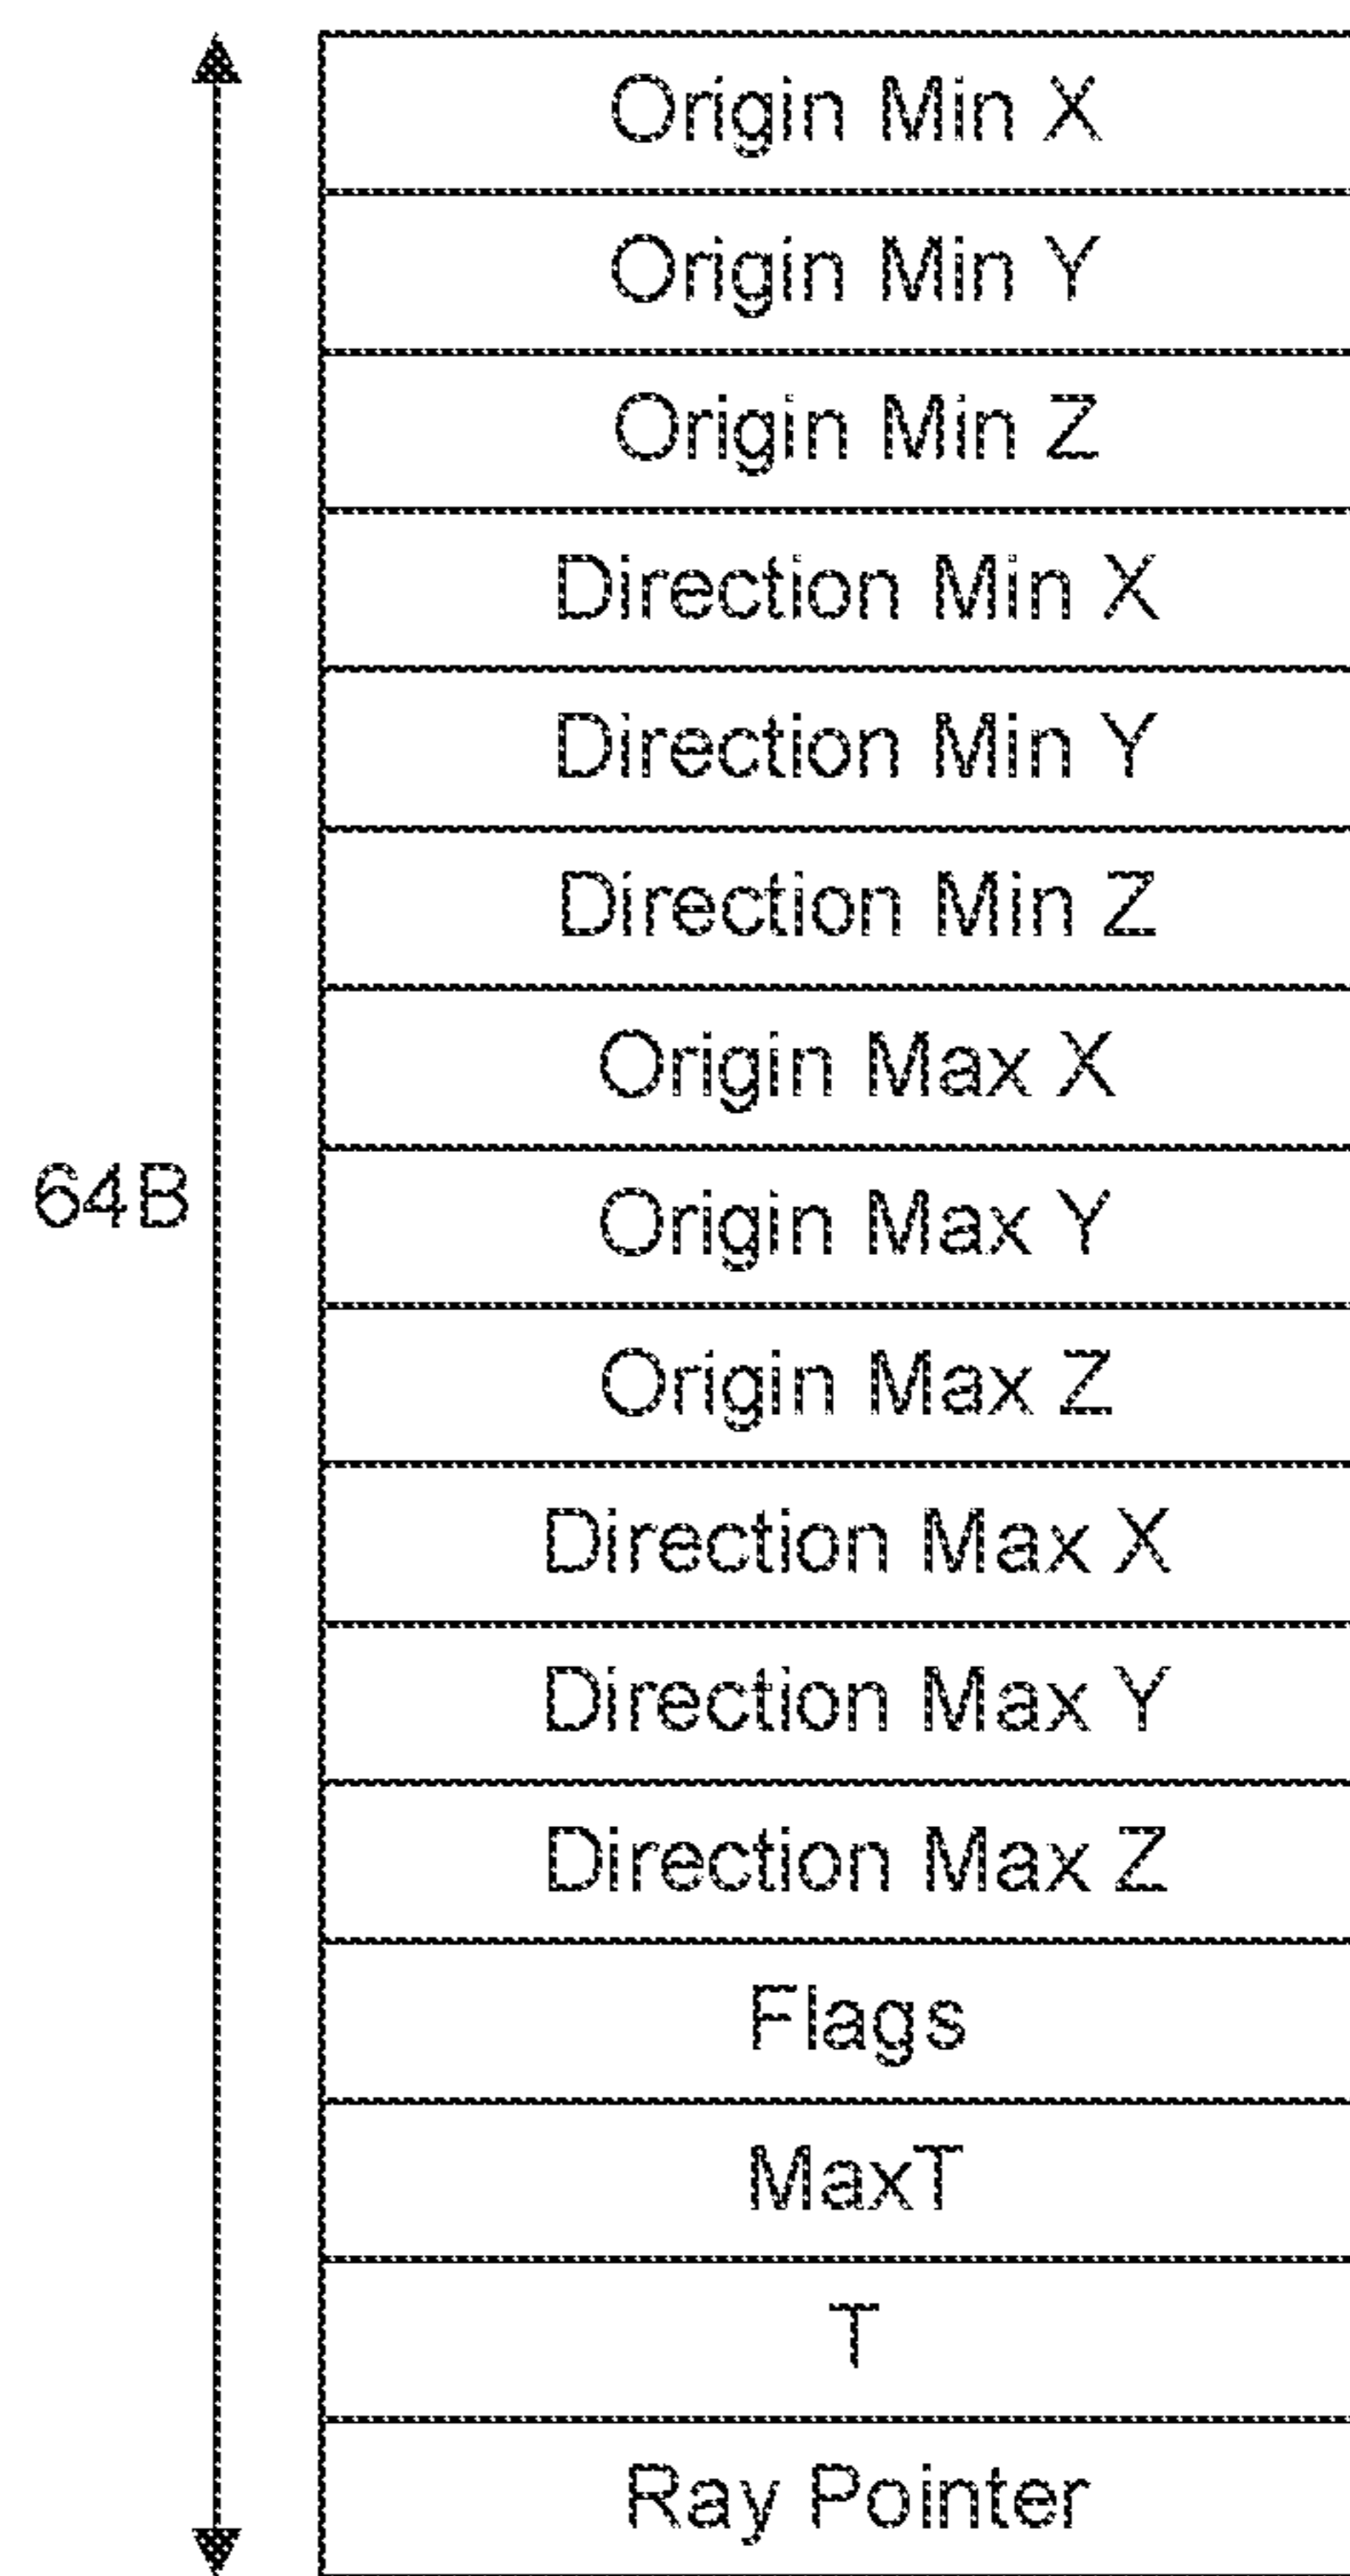 Origin Min X
Origin Min Y
Origin Min Z
Direction Min X
Direction Min Y
Direction Min Z
Origin Max X
64B
Origin Max Y
Origin Max Z
Direction Max X
Direction Max Y
Direction Max Z
Flags
MaxT
T
Ray Pointer